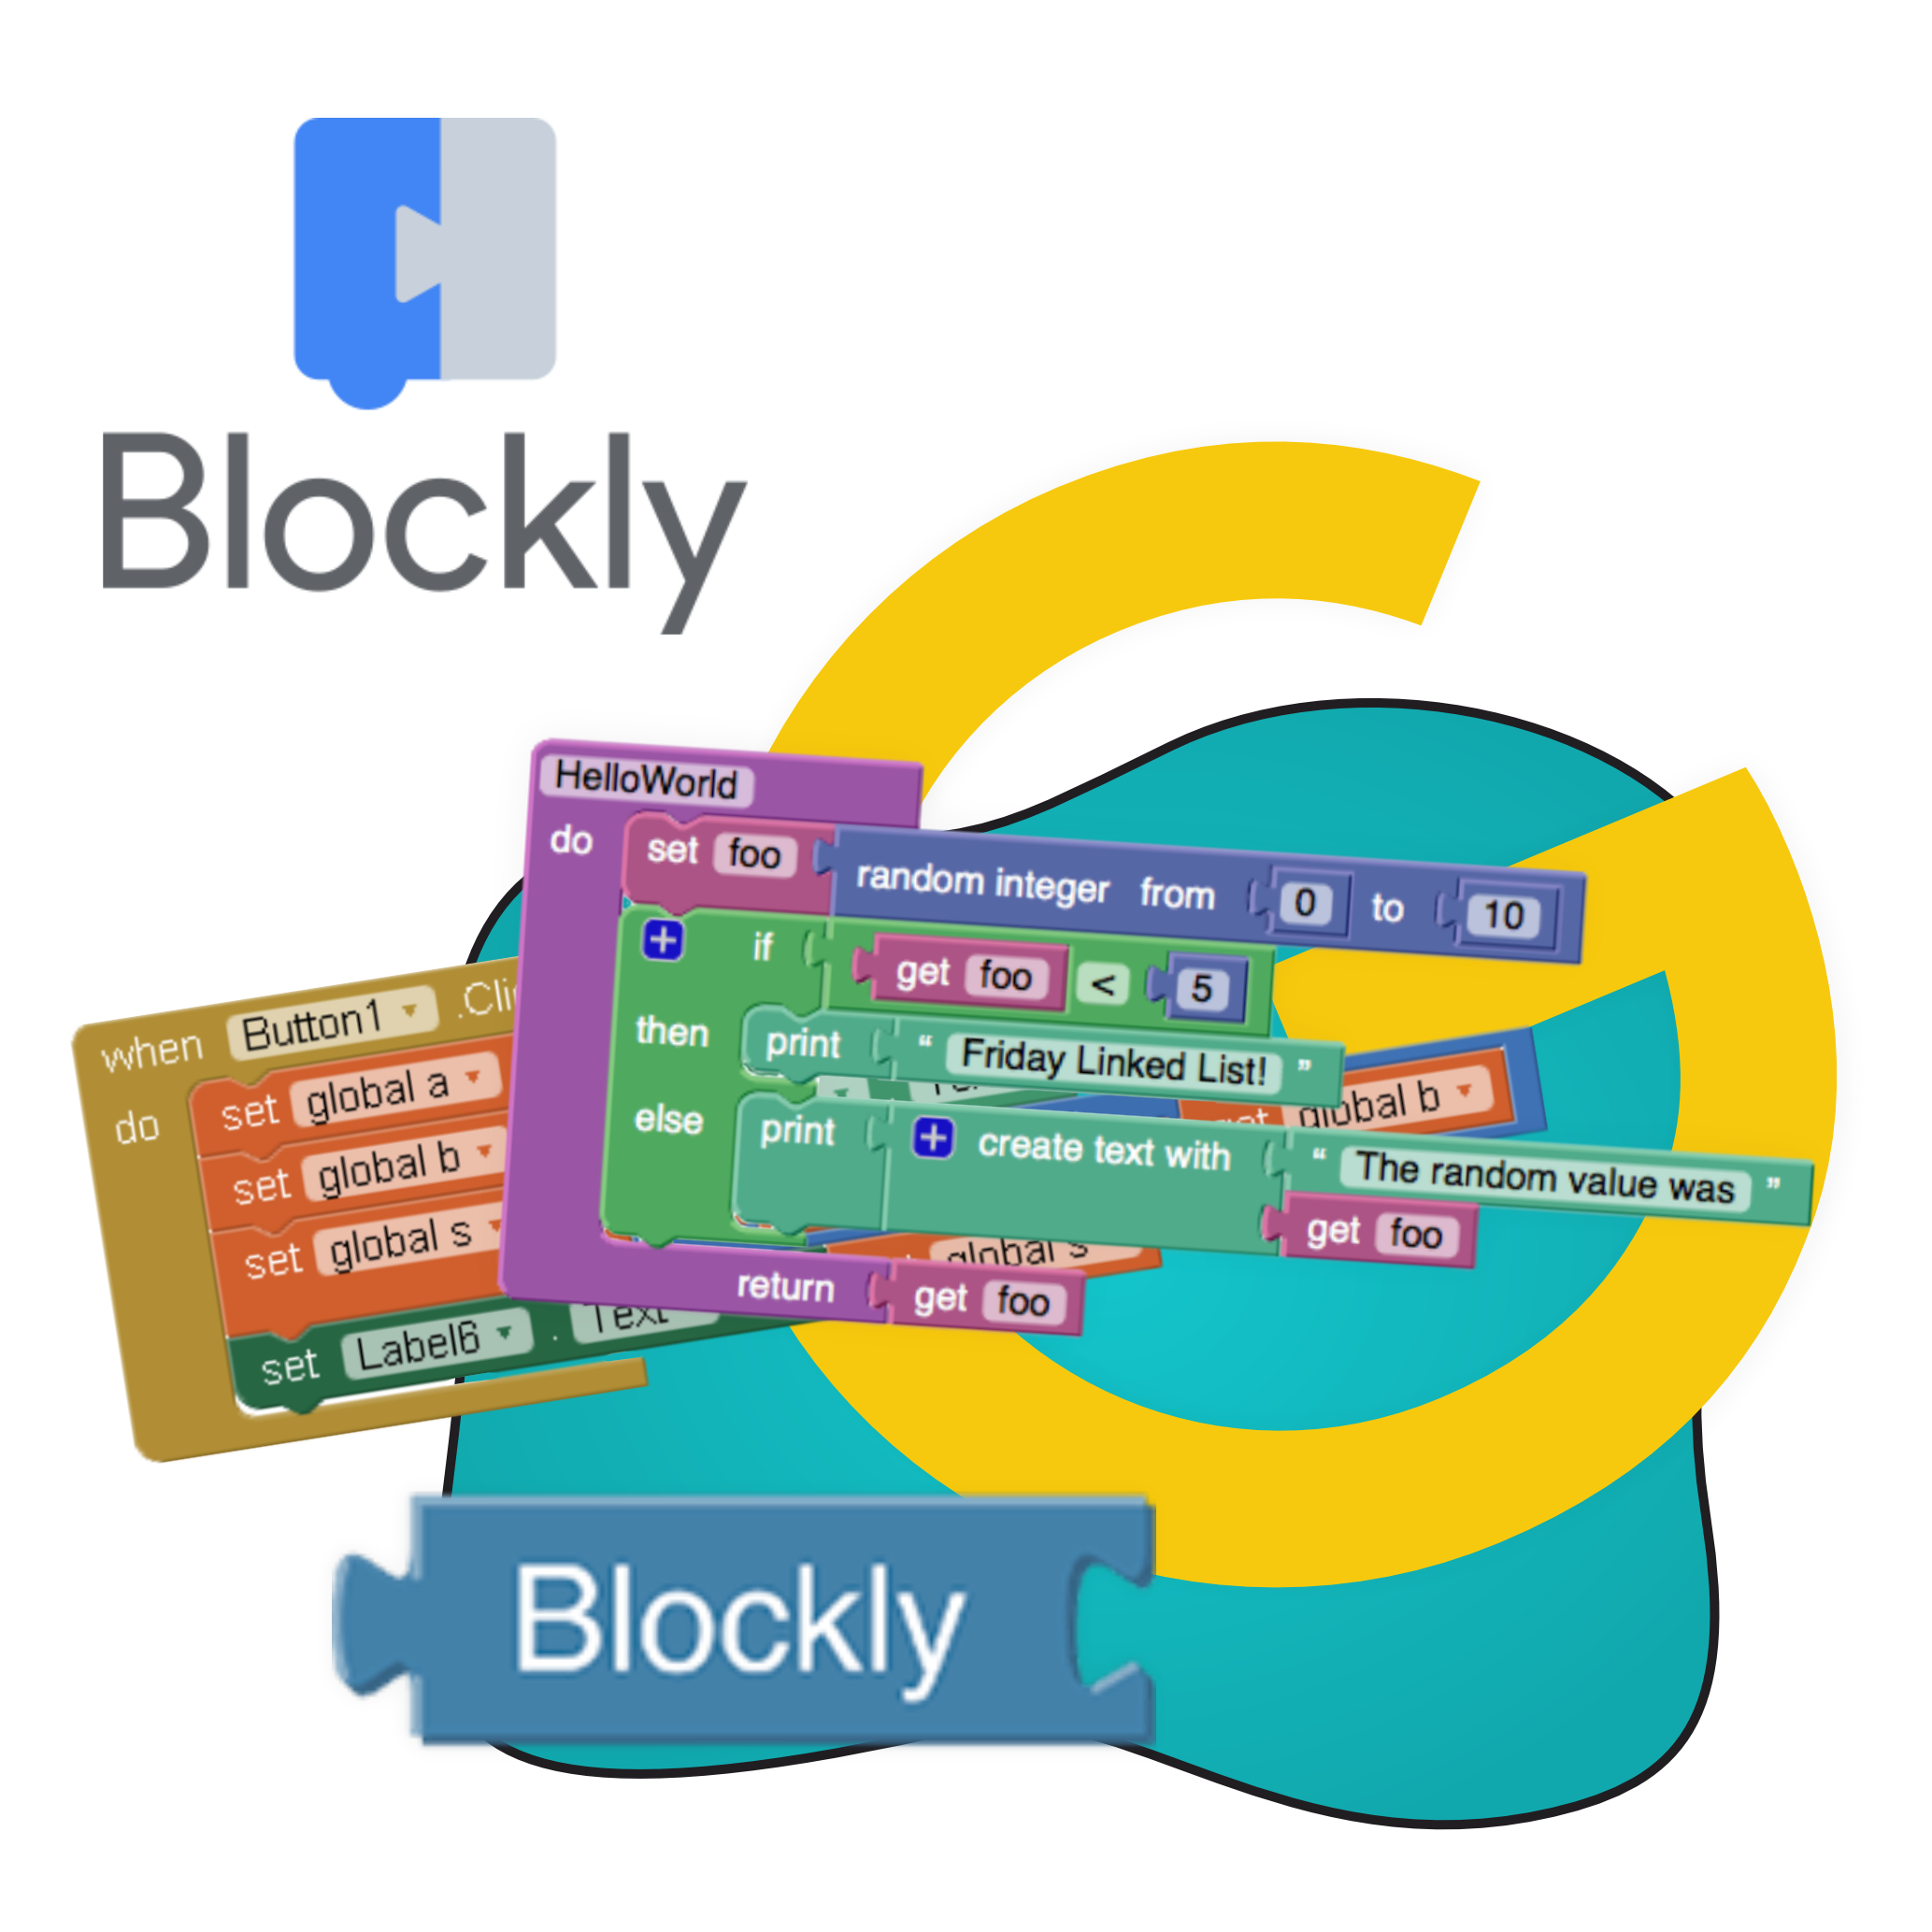 Blockly
HelloWorld
do set foo random integer from 0 to 10
if get foo < 5
then print “ Friday Linked List! ”
else print create text with “ The random value was ”
get foo
return get foo
when Button1
do set global a
set global b
set global s
set Label6 . Text
global b
global s
Blockly